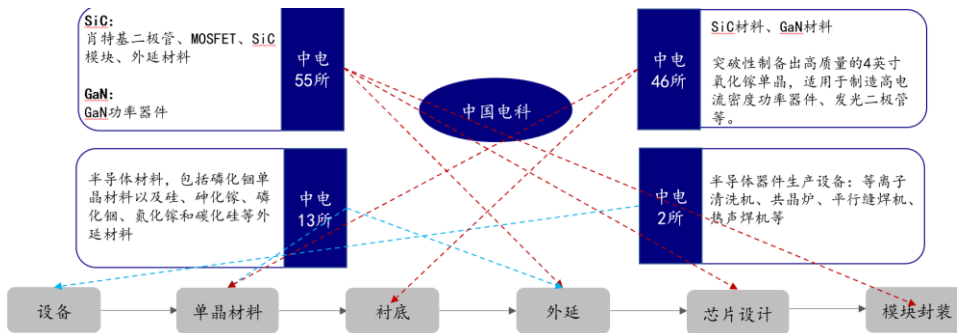 SiC:
肖特基二极管、MOSFET、SiC
模块、外延材料
GaN:
GaN功率器件
中电
55所
中国电科
中电
46所
SiC材料、GaN材料
突破性制备出高质量的4英寸
氧化镓单晶，适用于制造高电
流密度功率器件、发光二极管
等。
半导体材料，包括磷化铟单
晶材料以及硅、砷化镓、磷
化铟、氮化镓和碳化硅等外
延材料
中电
13所
中电
2所
半导体器件生产设备：等离子
清洗机、共晶炉、平行缝焊机、
热声焊机等
设备
单晶材料
衬底
外延
芯片设计
模块封装